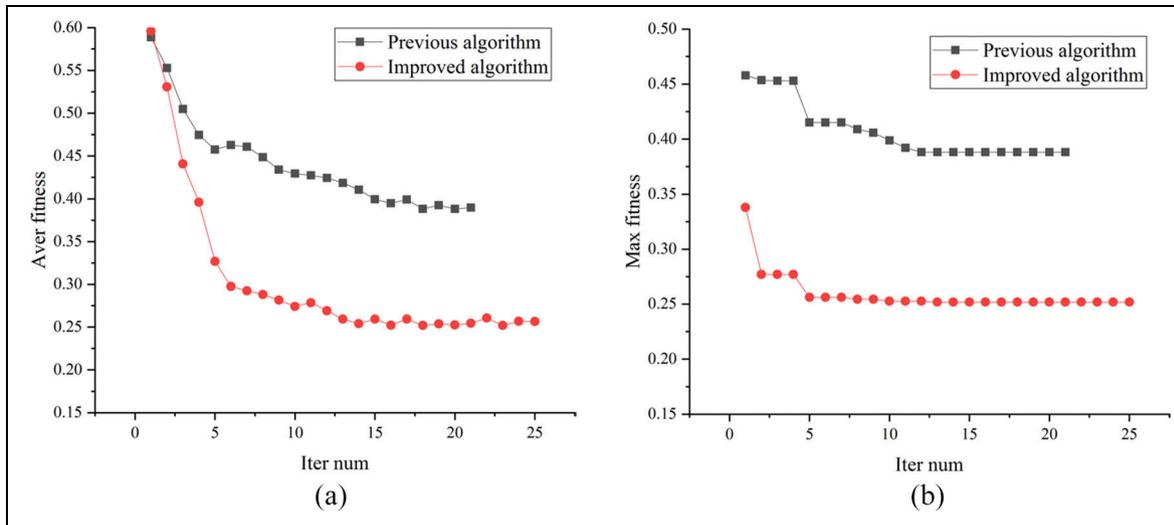 0.60
0.55
0.50
0.45
0.40
0.35
0.30
0.25
0.20
0.15
Aver fitness
Previous algorithm
Improved algorithm
0 5 10 15 20 25
Iter num
(a)
0.50
0.45
0.40
0.35
0.30
0.25
0.20
0.15
Max fitness
Previous algorithm
Improved algorithm
0 5 10 15 20 25
Iter num
(b)